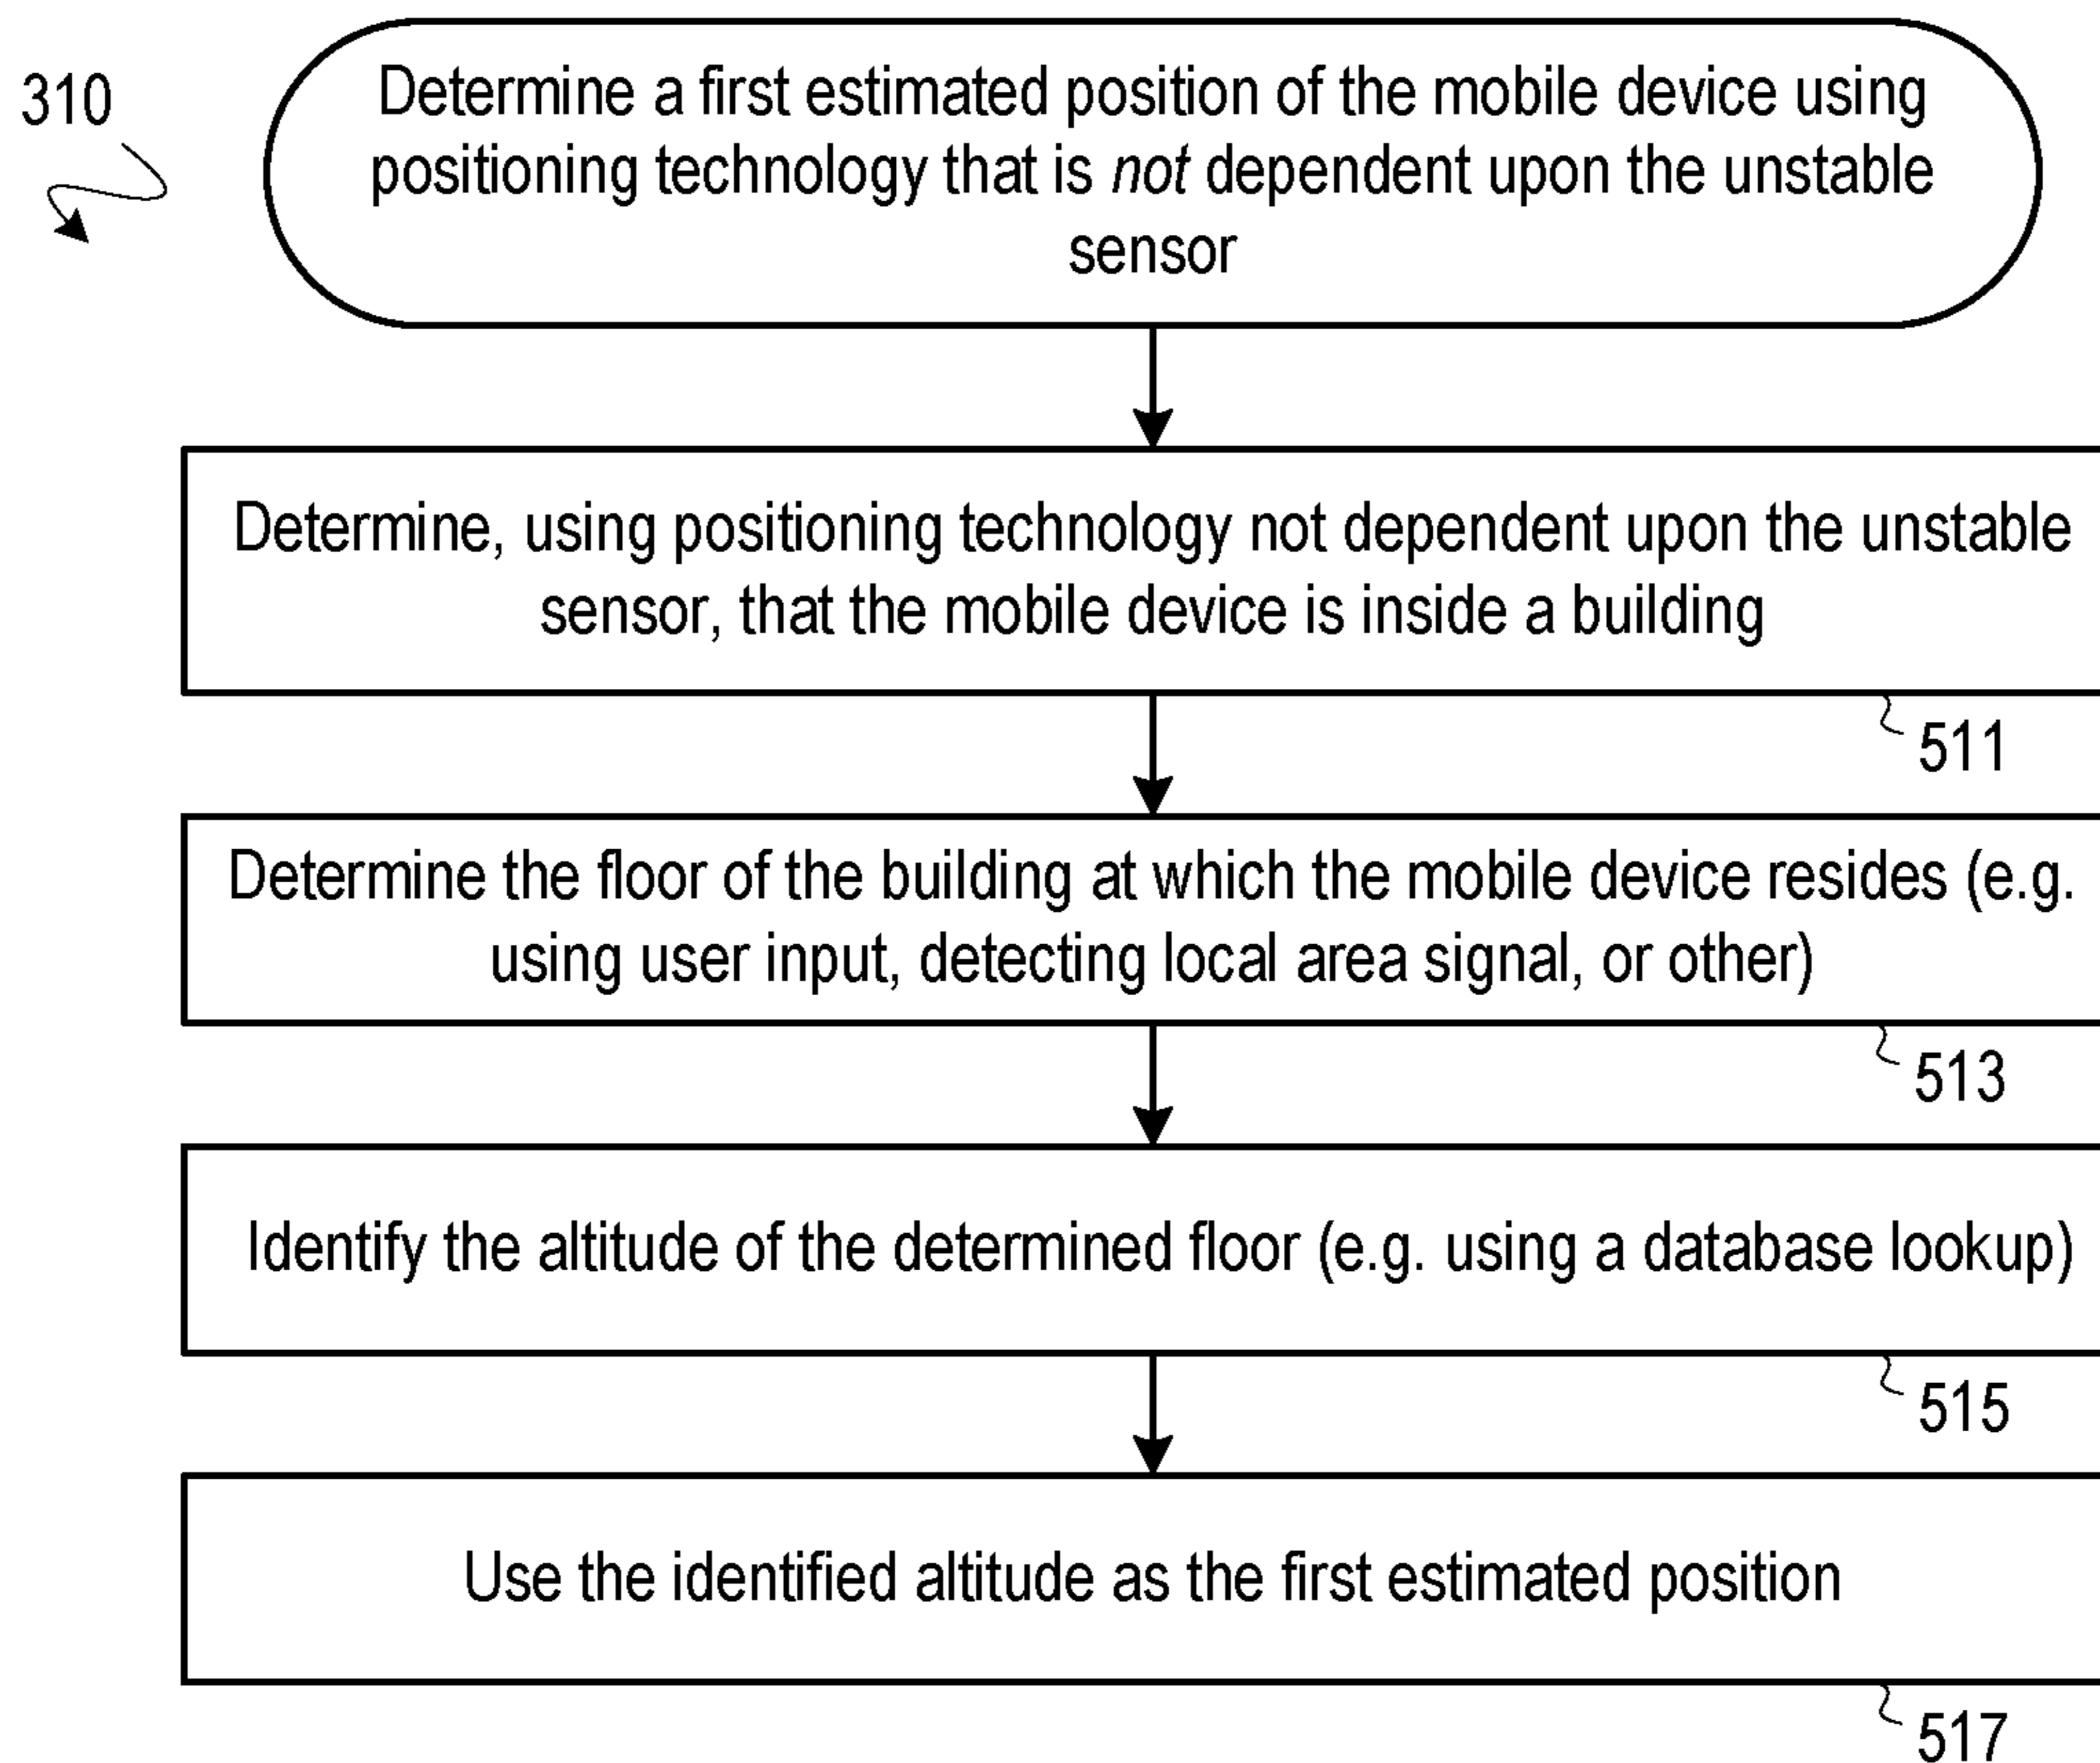 310
Determine a first estimated position of the mobile device using
positioning technology that is not dependent upon the unstable
sensor
Determine, using positioning technology not dependent upon the unstable
sensor, that the mobile device is inside a building
511
Determine the floor of the building at which the mobile device resides (e.g.
using user input, detecting local area signal, or other)
513
Identify the altitude of the determined floor (e.g. using a database lookup)
515
Use the identified altitude as the first estimated position
517